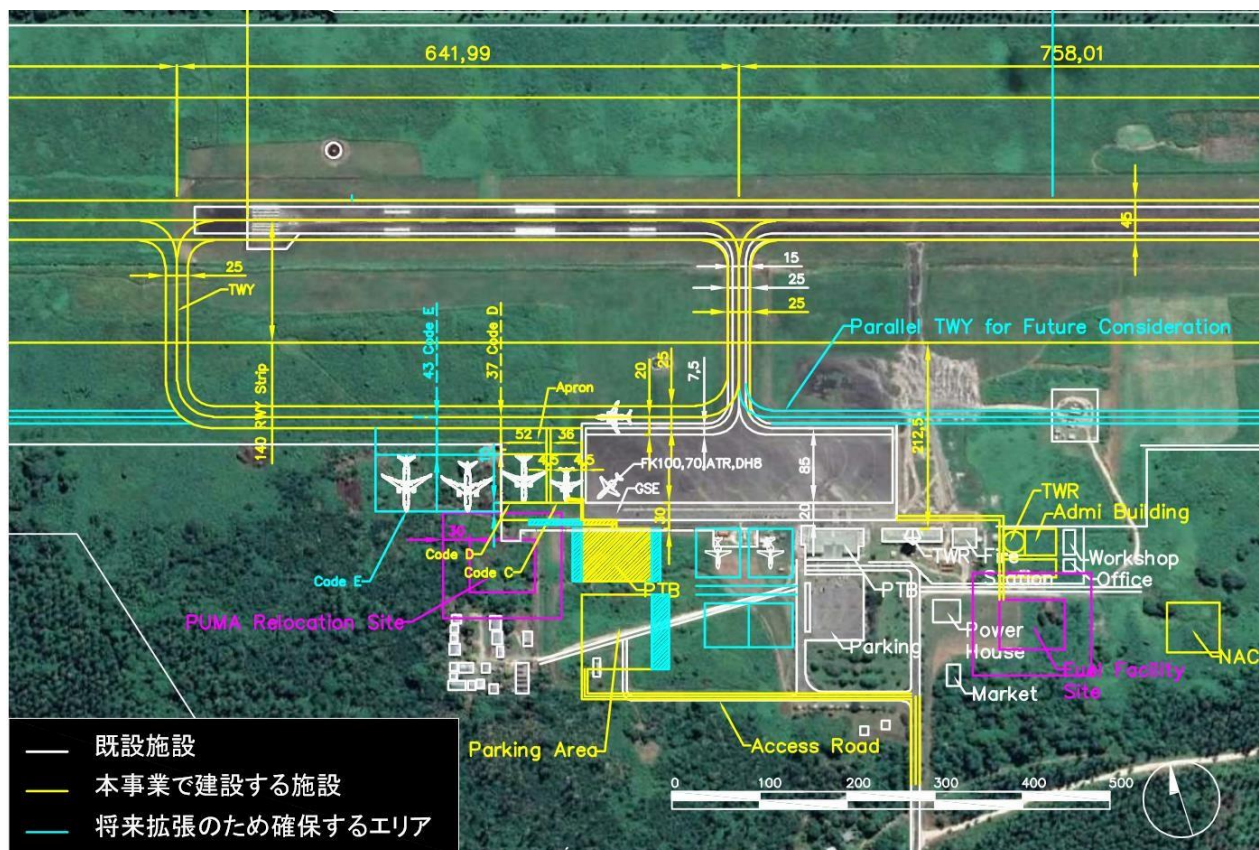 641,99
758,01
45
25
TWY
15
25
25
43 Code E
37 Code D
20
25
7,5
Parallel TWY for Future Consideration
140 RWY Strip
Apron
52
36
4,5
4,5
FK100,70,ATR,DH8
GSE
85
212,5
30
20
TWR
Admi Building
36
Code D
Code C
Code E
PTB
PTB
TWR
Fire
Station
Workshop
Office
PUMA Relocation Site
Parking
Power
House
Fuel Facility
Site
NAC
Market
Parking Area
Access Road
0 100 200 300 400 500
既設施設
本事業で建設する施設
将来拡張のため確保するエリア